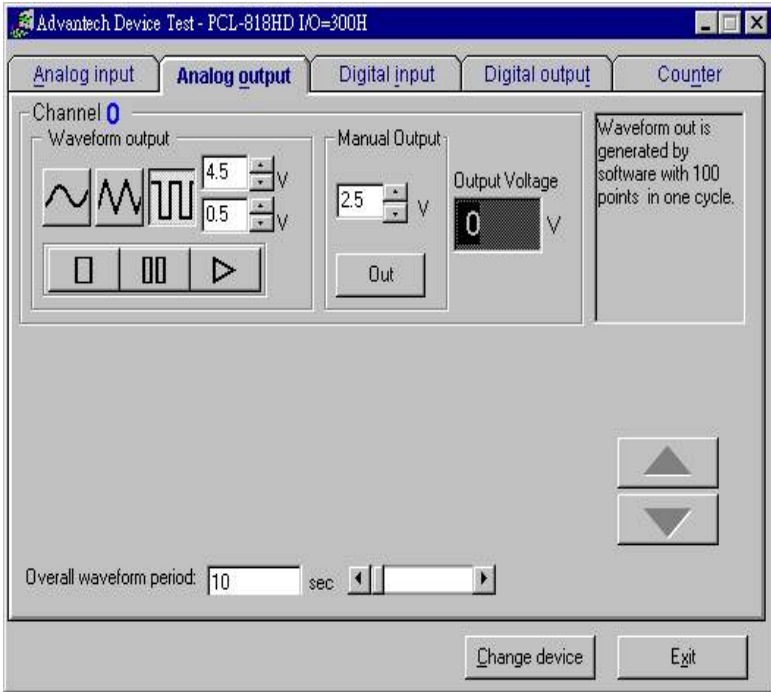 Advantech Device Test - PCL-818HD I/O=300H
Analog input
Analog output
Digital input
Digital output
Counter
Channel 0
Waveform output
4.5 V
0.5 V
Manual Output
2.5 V
Out
Output Voltage
0 V
Waveform out is
generated by
software with 100
points in one cycle.
Overall waveform period: 10 sec
Change device
Exit